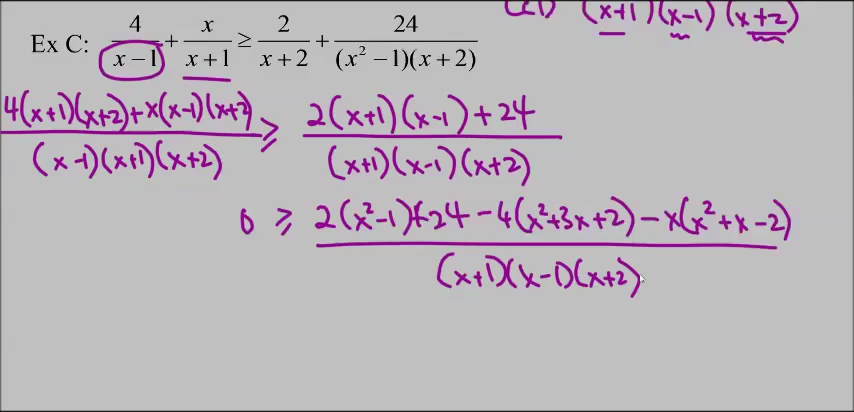 (x+1)(x-1)(x+2)
Ex C: 4/(x-1) + x/(x+1) ≥ 2/(x+2) + 24/((x²-1)(x+2))
(4(x+1)(x+2)+x(x-1)(x+2))/((x-1)(x+1)(x+2)) ≥ (2(x+1)(x-1)+24)/((x+1)(x-1)(x+2))
0 ≥ (2(x²-1)+24-4(x²+3x+2)-x(x²+x-2))/((x+1)(x-1)(x+2))